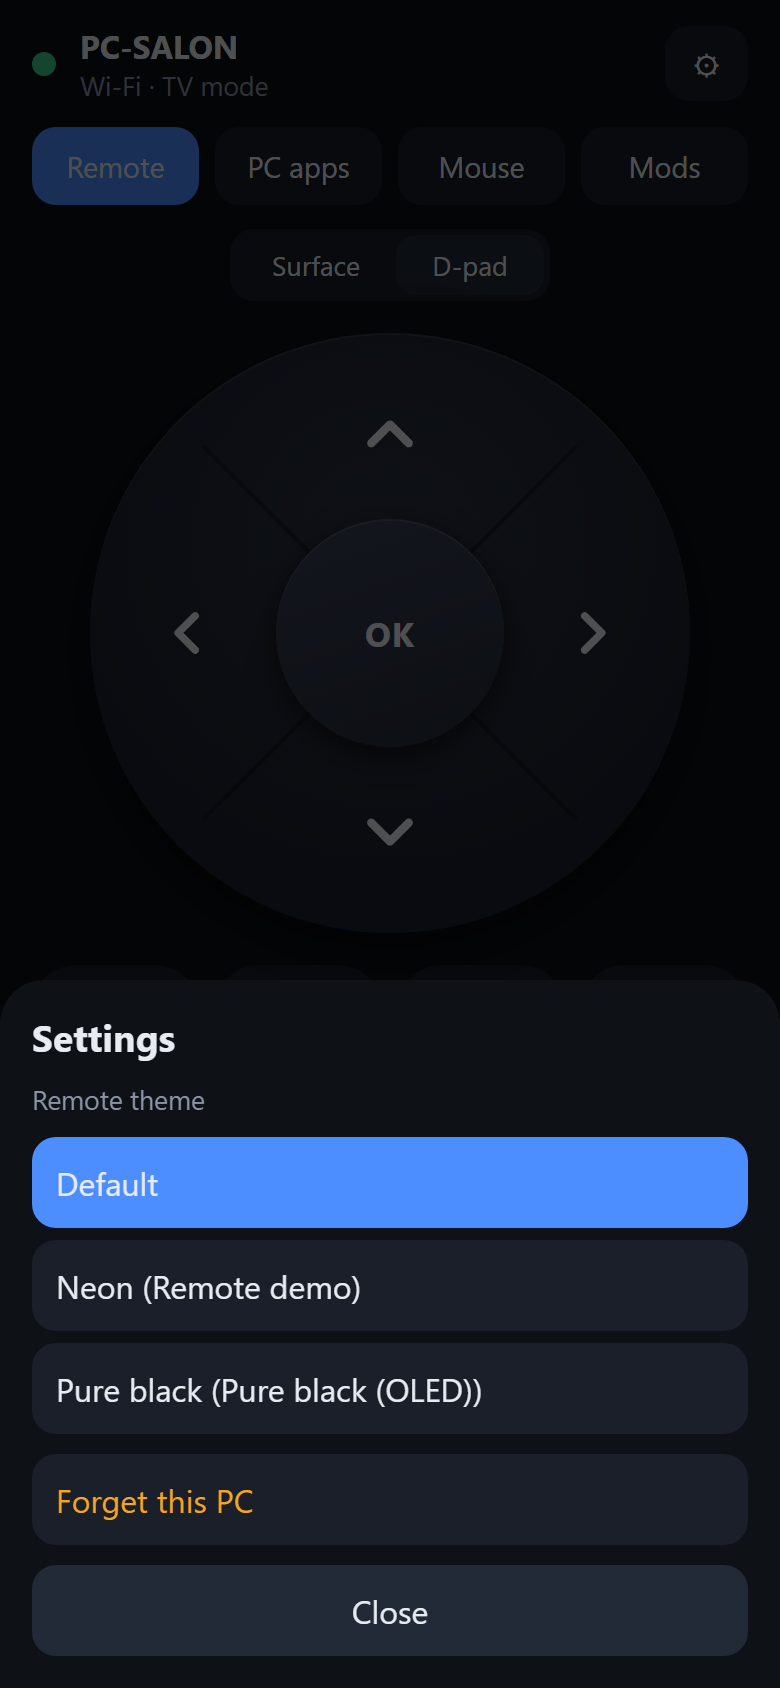 PC-SALON
Wi-Fi · TV mode
Remote
PC apps
Mouse
Mods
Surface
D-pad
OK
Settings
Remote theme
Default
Neon (Remote demo)
Pure black (Pure black (OLED))
Forget this PC
Close